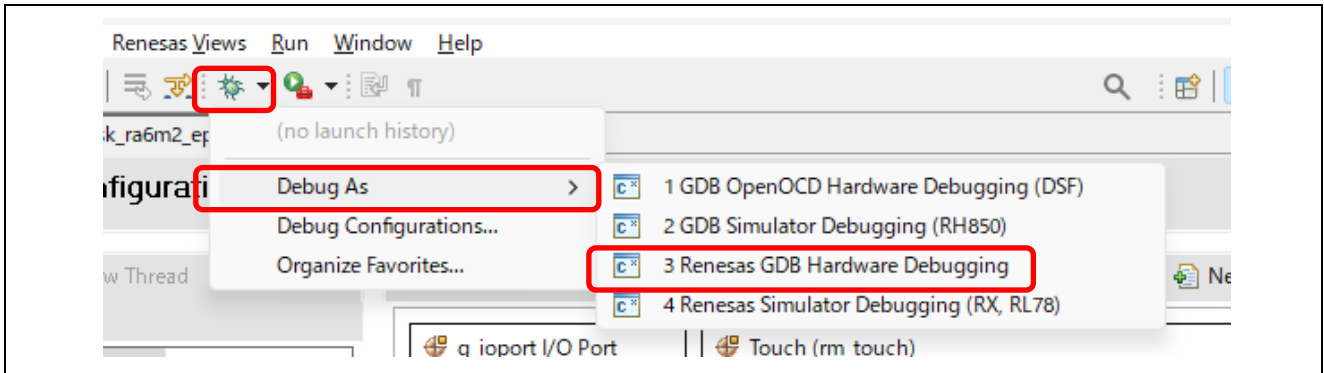 Renesas Views Run Window Help
sk_ra6m2_ep
(no launch history)
nfigurati
Debug As
1 GDB OpenOCD Hardware Debugging (DSF)
Debug Configurations...
2 GDB Simulator Debugging (RH850)
Organize Favorites...
3 Renesas GDB Hardware Debugging
w Thread
Ne
4 Renesas Simulator Debugging (RX, RL78)
g_ioport I/O Port
Touch (rm_touch)